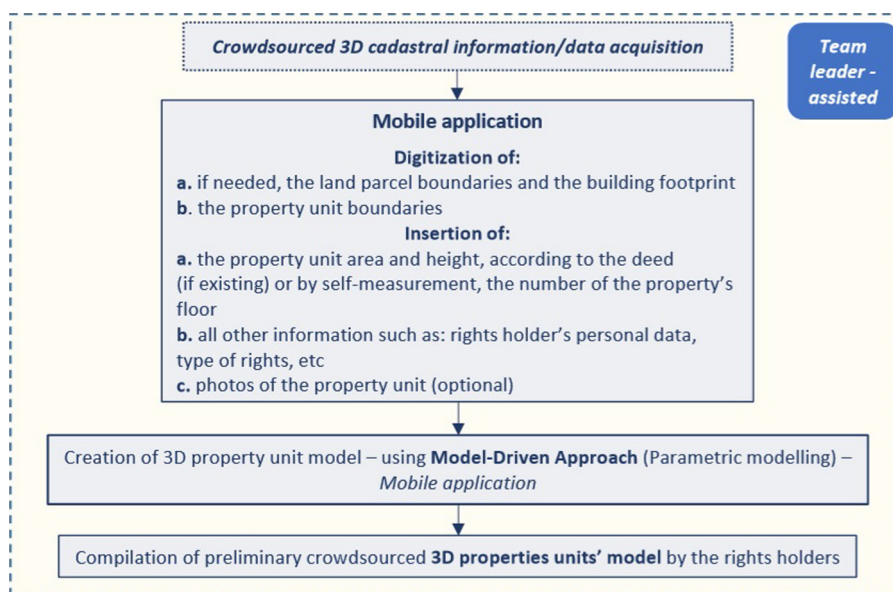 Crowdsourced 3D cadastral information/data acquisition
Team
leader -
assisted
Mobile application
Digitization of:
a. if needed, the land parcel boundaries and the building footprint
b. the property unit boundaries
Insertion of:
a. the property unit area and height, according to the deed
(if existing) or by self-measurement, the number of the property's
floor
b. all other information such as: rights holder's personal data,
type of rights, etc
c. photos of the property unit (optional)
Creation of 3D property unit model – using Model-Driven Approach (Parametric modelling) –
Mobile application
Compilation of preliminary crowdsourced 3D properties units' model by the rights holders